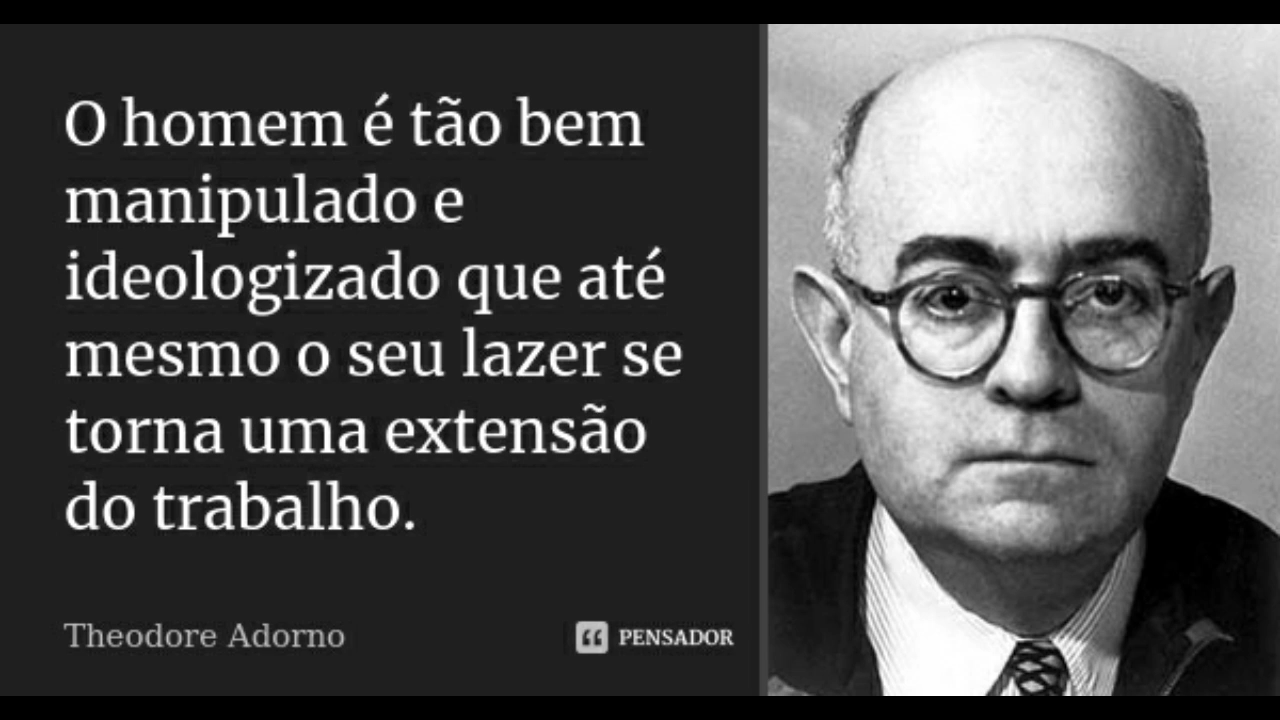 O homem é tão bem
manipulado e
ideologizado que até
mesmo o seu lazer se
torna uma extensão
do trabalho.
Theodore Adorno
PENSADOR